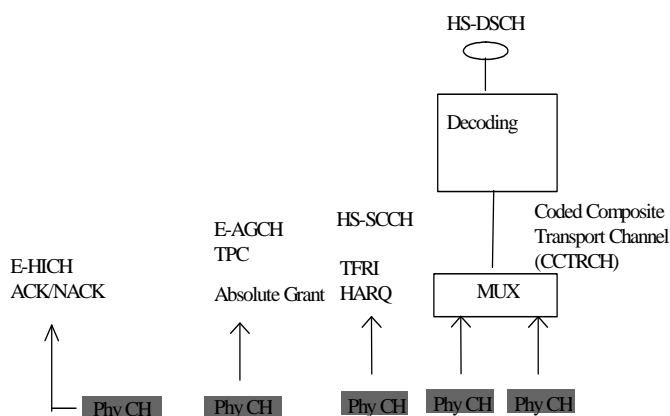 HS-DSCH
Decoding
HS-SCCH
E-AGCH
TPC
Coded Composite
Transport Channel
(CCTRCH)
E-HICH
ACK/NACK
Absolute Grant
TFRI
HARQ
MUX
Phy CH
Phy CH
Phy CH
Phy CH
Phy CH